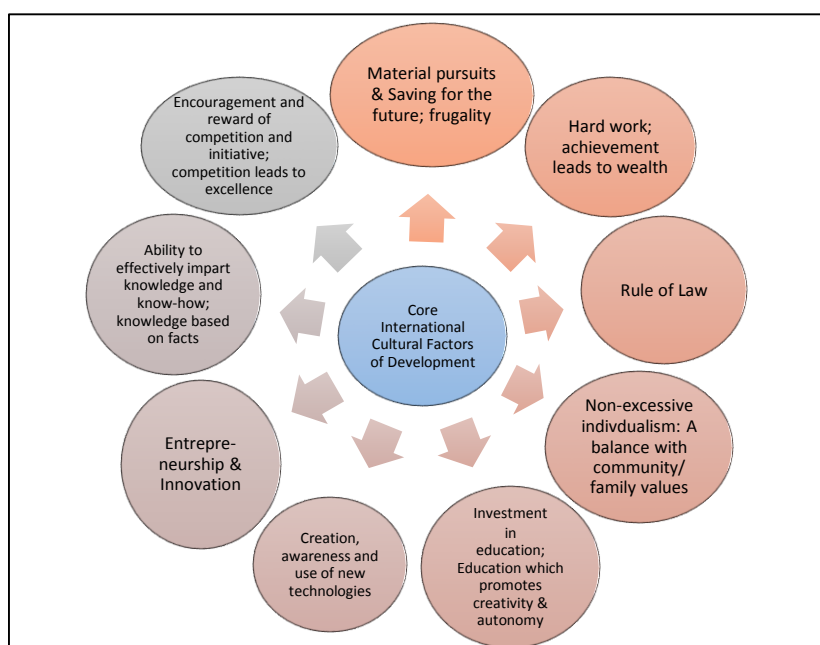 Material pursuits
& Saving for the
future; frugality
Hard work;
achievement
leads to wealth
Rule of Law
Non-excessive
indivdualism: A
balance with
community/
family values
Investment
in
education;
Education which
promotes
creativity &
autonomy
Creation,
awareness and
use of new
technologies
Entrepre-
neurship &
Innovation
Ability to
effectively impart
knowledge and
know-how;
knowledge based
on facts
Encouragement and
reward of
competition and
initiative;
competition leads to
excellence
Core
International
Cultural Factors
of Development